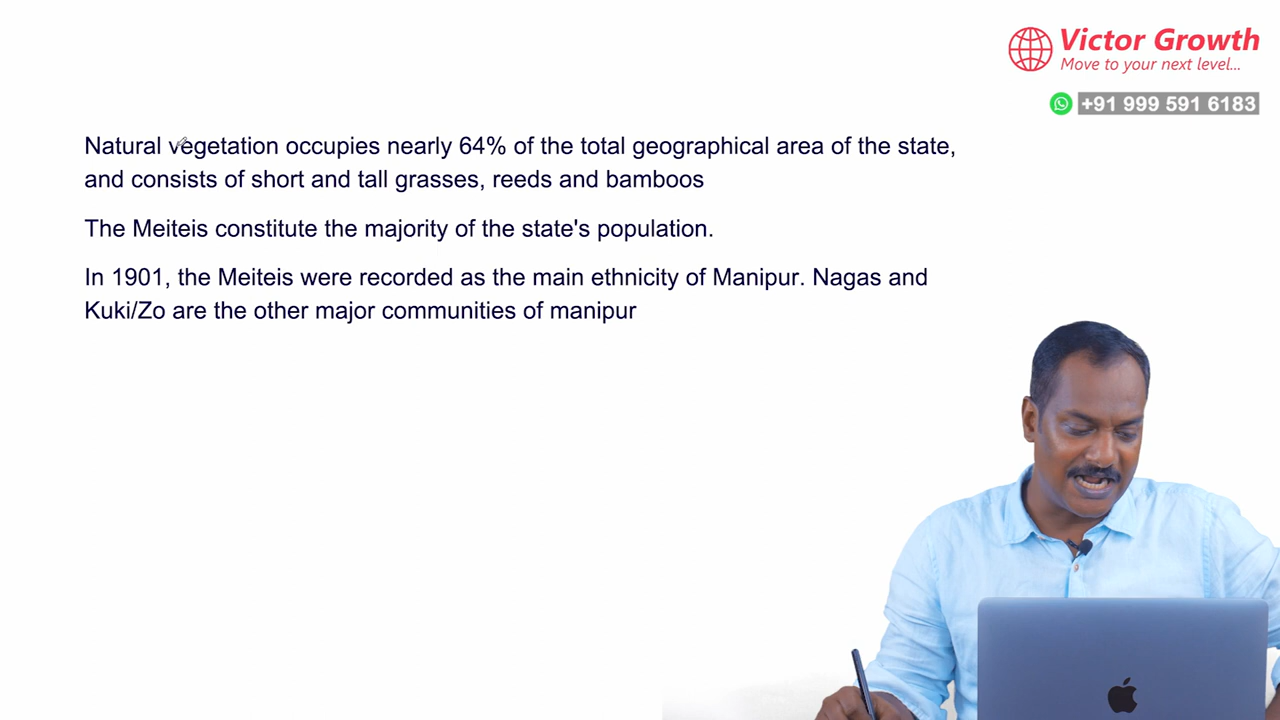 Victor Growth
Move to your next level...
+91 999 591 6183
Natural vegetation occupies nearly 64% of the total geographical area of the state,
and consists of short and tall grasses, reeds and bamboos
The Meiteis constitute the majority of the state's population.
In 1901, the Meiteis were recorded as the main ethnicity of Manipur. Nagas and
Kuki/Zo are the other major communities of manipur